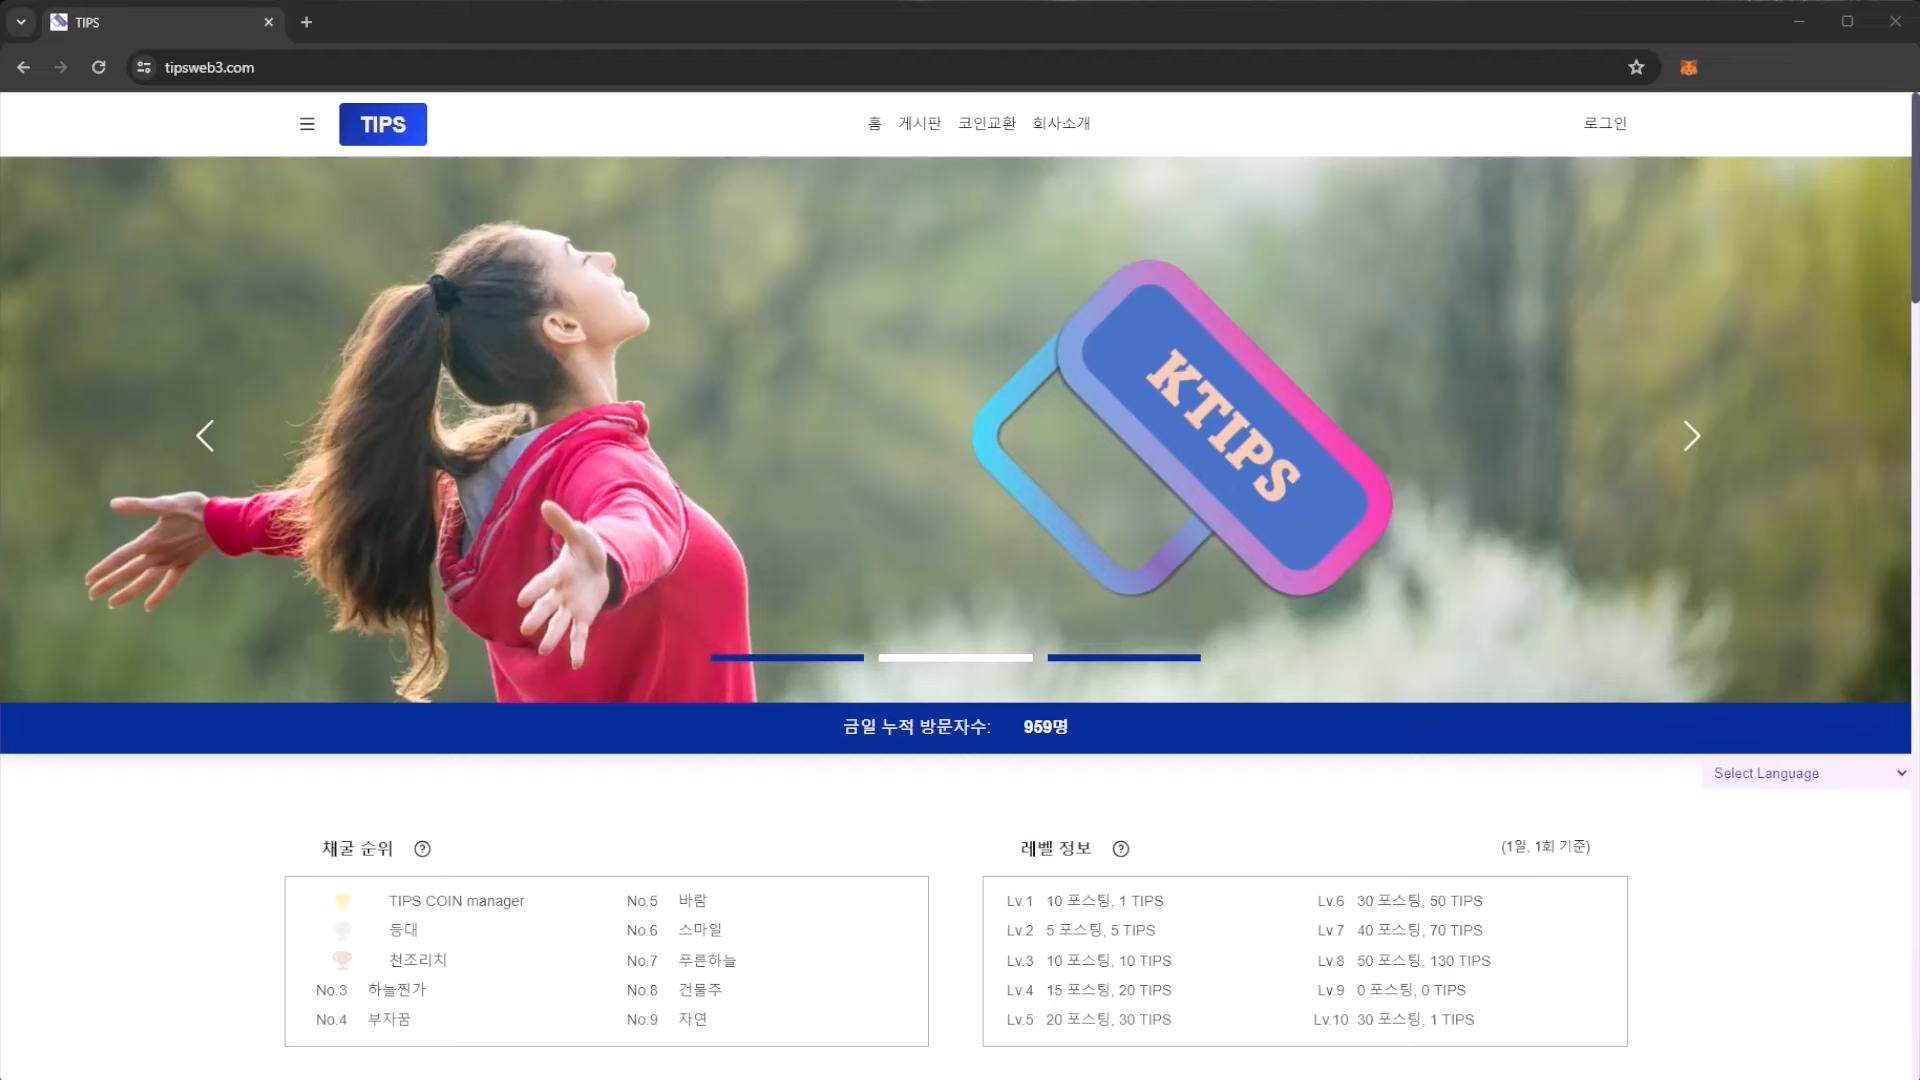 TIPS
tipsweb3.com
TIPS
홈 게시판 코인교환 회사소개
로그인
KTIPS
금일 누적 방문자수: 959명
Select Language
채굴 순위
TIPS COIN manager
등대
천조리치
No.3 하늘찐가
No.4 부자꿈
No.5 바람
No.6 스마일
No.7 푸른하늘
No.8 건물주
No.9 자연
레벨 정보
(1일, 1회 기준)
Lv.1 10 포스팅, 1 TIPS
Lv.2 5 포스팅, 5 TIPS
Lv.3 10 포스팅, 10 TIPS
Lv.4 15 포스팅, 20 TIPS
Lv.5 20 포스팅, 30 TIPS
Lv.6 30 포스팅, 50 TIPS
Lv.7 40 포스팅, 70 TIPS
Lv.8 50 포스팅, 130 TIPS
Lv.9 0 포스팅, 0 TIPS
Lv.10 30 포스팅, 1 TIPS